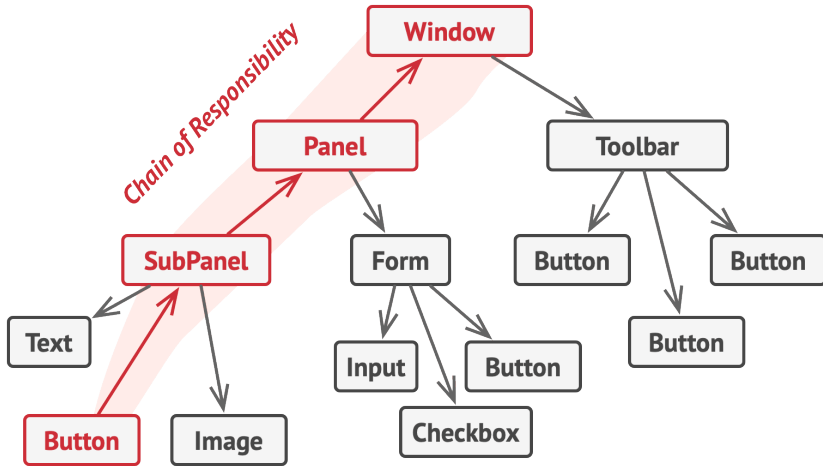 Window
Chain of Responsibility
Panel
Toolbar
SubPanel
Form
Button
Button
Text
Input
Button
Button
Button
Image
Checkbox